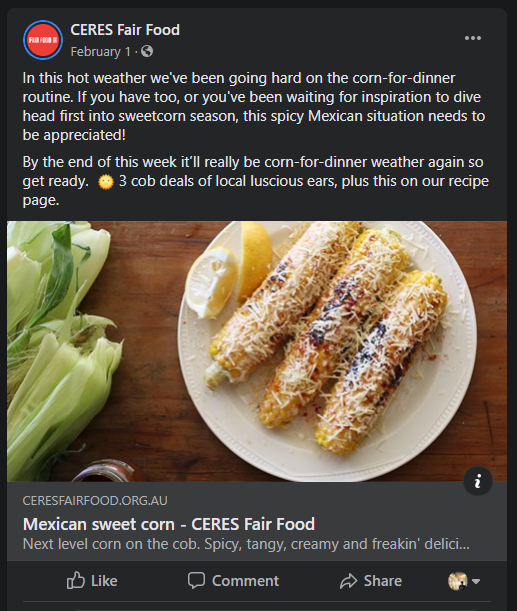 CERES Fair Food
FAIR FOOD
February 1 ·
In this hot weather we've been going hard on the corn-for-dinner
routine. If you have too, or you've been waiting for inspiration to dive
head first into sweetcorn season, this spicy Mexican situation needs to
be appreciated!
By the end of this week it'll really be corn-for-dinner weather again so
get ready. 🌞 3 cob deals of local luscious ears, plus this on our recipe
page.
CERESFAIRFOOD.ORG.AU
Mexican sweet corn - CERES Fair Food
Next level corn on the cob. Spicy, tangy, creamy and freakin' delici...
Like
Comment
Share